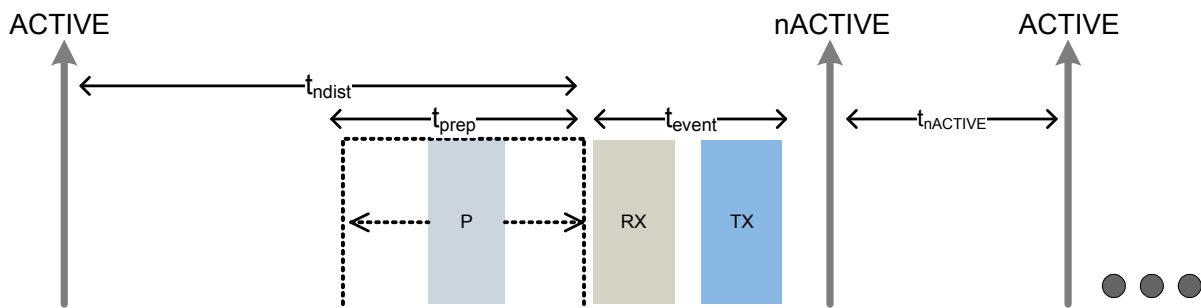 ACTIVE nACTIVE ACTIVE
tndist
tprep tevent tnACTIVE
P RX TX